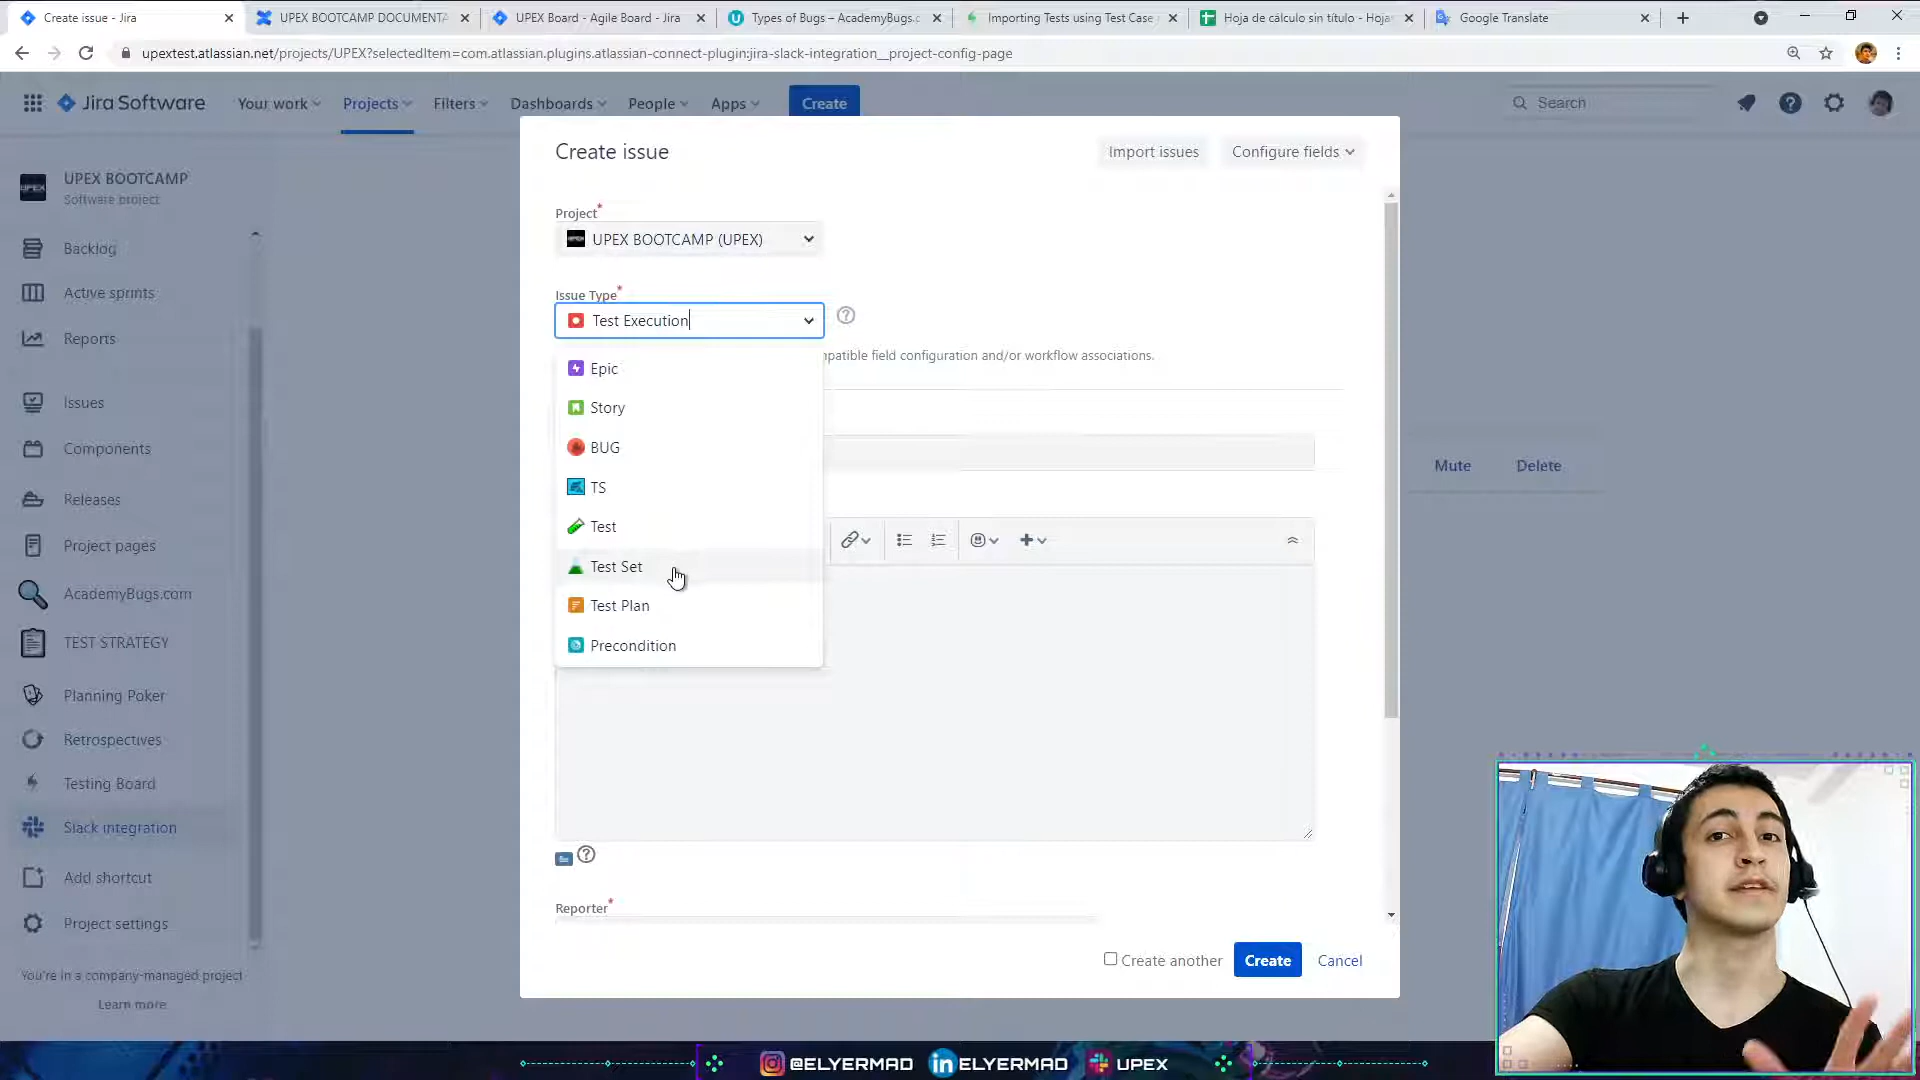 Create issue - Jira
UPEX BOOTCAMP DOCUMENTA
UPEX Board - Agile Board - Jira
Types of Bugs – AcademyBugs.c
Importing Tests using Test Case
Hoja de cálculo sin título - Hoja
Google Translate
upextest.atlassian.net/projects/UPEX?selectedItem=com.atlassian.plugins.atlassian-connect-plugin:jira-slack-integration__project-config-page
Jira Software
Your work
Projects
Filters
Dashboards
People
Apps
Create
Search
UPEX BOOTCAMP
Software project
Backlog
Active sprints
Reports
Issues
Components
Releases
Project pages
AcademyBugs.com
TEST STRATEGY
Planning Poker
Retrospectives
Testing Board
Slack integration
Add shortcut
Project settings
You're in a company-managed project
Learn more
Create issue
Import issues
Configure fields
Project*
UPEX BOOTCAMP (UPEX)
Issue Type*
Test Execution
patible field configuration and/or workflow associations.
Epic
Story
BUG
TS
Test
Test Set
Test Plan
Precondition
Reporter*
Create another
Create
Cancel
Mute
Delete
@ELYERMAD
ELYERMAD
UPEX